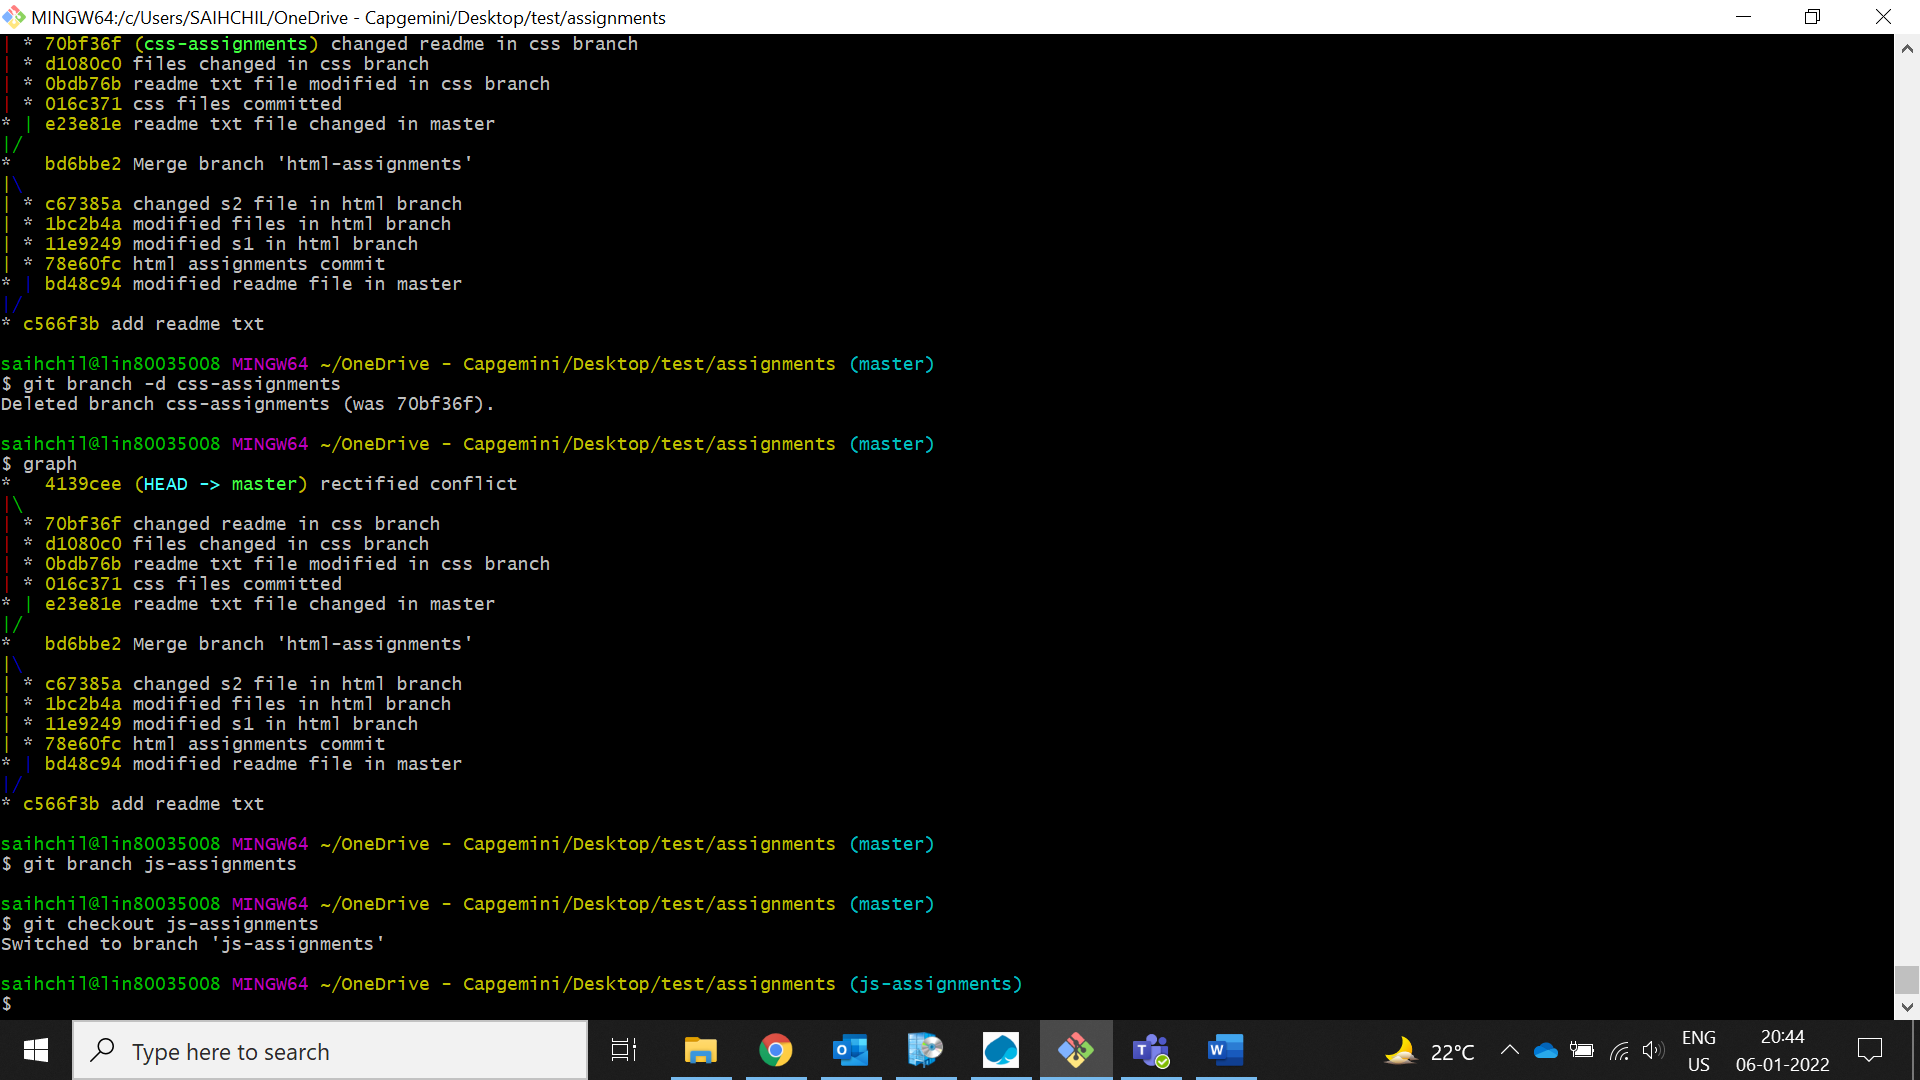 MINGW64:/c/Users/SAIHCHIL/OneDrive - Capgemini/Desktop/test/assignments
| * 70bf36f (css-assignments) changed readme in css branch
| * d1080c0 files changed in css branch
| * 0bdb76b readme txt file modified in css branch
| * 016c371 css files committed
* | e23e81e readme txt file changed in master
|/
*   bd6bbe2 Merge branch 'html-assignments'
|\
| * c67385a changed s2 file in html branch
| * 1bc2b4a modified files in html branch
| * 11e9249 modified s1 in html branch
| * 78e60fc html assignments commit
* | bd48c94 modified readme file in master
|/
* c566f3b add readme txt
saihchil@lin80035008 MINGW64 ~/OneDrive - Capgemini/Desktop/test/assignments (master)
$ git branch -d css-assignments
Deleted branch css-assignments (was 70bf36f).
saihchil@lin80035008 MINGW64 ~/OneDrive - Capgemini/Desktop/test/assignments (master)
$ graph
*   4139cee (HEAD -> master) rectified conflict
|\
| * 70bf36f changed readme in css branch
| * d1080c0 files changed in css branch
| * 0bdb76b readme txt file modified in css branch
| * 016c371 css files committed
* | e23e81e readme txt file changed in master
|/
*   bd6bbe2 Merge branch 'html-assignments'
|\
| * c67385a changed s2 file in html branch
| * 1bc2b4a modified files in html branch
| * 11e9249 modified s1 in html branch
| * 78e60fc html assignments commit
* | bd48c94 modified readme file in master
|/
* c566f3b add readme txt
saihchil@lin80035008 MINGW64 ~/OneDrive - Capgemini/Desktop/test/assignments (master)
$ git branch js-assignments
saihchil@lin80035008 MINGW64 ~/OneDrive - Capgemini/Desktop/test/assignments (master)
$ git checkout js-assignments
Switched to branch 'js-assignments'
saihchil@lin80035008 MINGW64 ~/OneDrive - Capgemini/Desktop/test/assignments (js-assignments)
$
Type here to search
22°C
ENG
US
20:44
06-01-2022